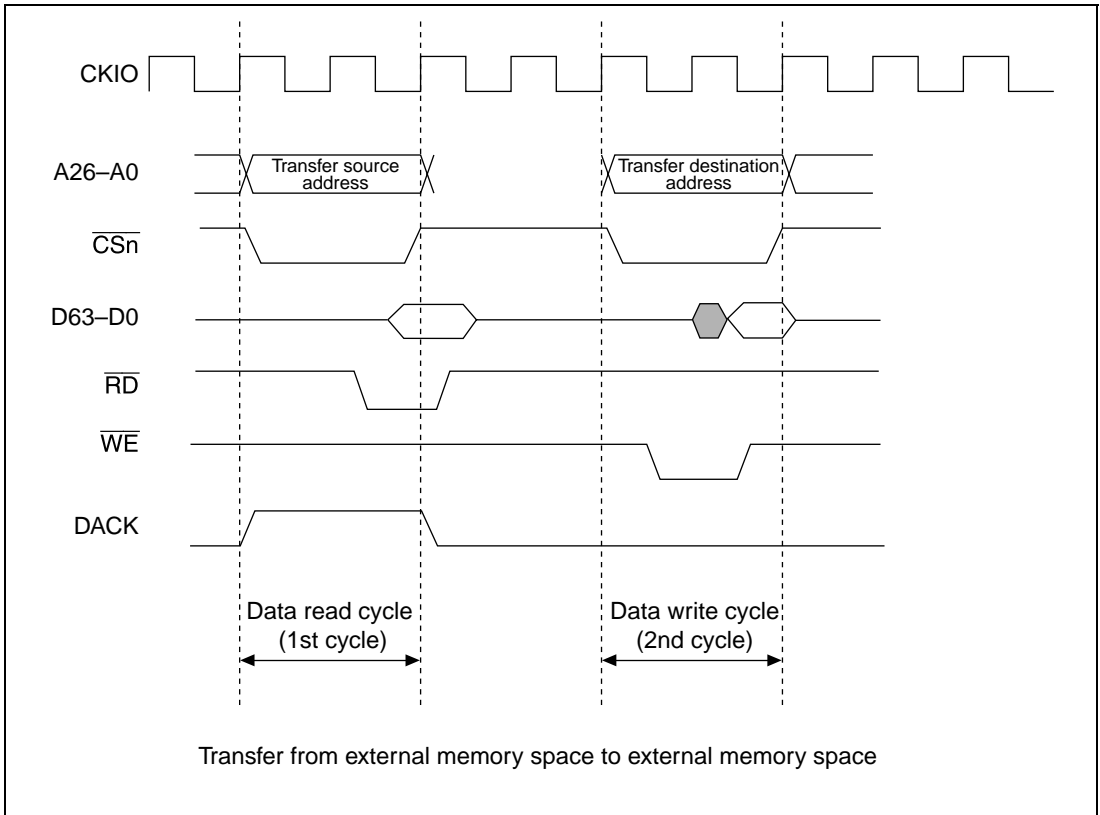 CKIO
A26–A0
Transfer source
address
Transfer destination
address
CSn
D63–D0
RD
WE
DACK
Data read cycle
(1st cycle)
Data write cycle
(2nd cycle)
Transfer from external memory space to external memory space